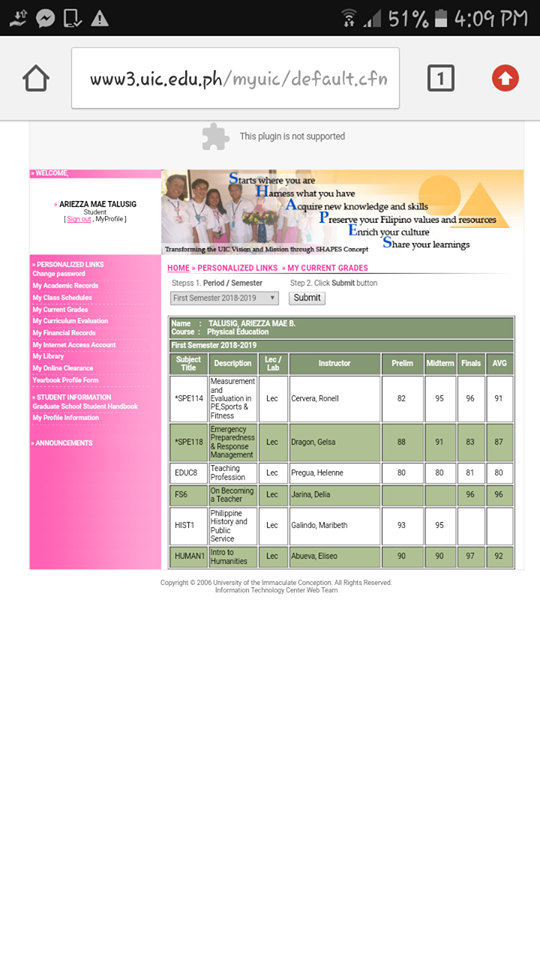 51% 4:09 PM
www3.uic.edu.ph/myuic/default.cfn
1
This plugin is not supported
» WELCOME,
» ARIEZZA MAE TALUSIG
Student
[ Sign out , MyProfile ]
Starts where you are
Harness what you have
Acquire new knowledge and skills
Preserve your Filipino values and resources
Enrich your culture
Share your learnings
Transforming the UIC Vision and Mission through SHAPES Concept
» PERSONALIZED LINKS
Change password
My Academic Records
My Class Schedules
My Current Grades
My Curriculum Evaluation
My Financial Records
My Internet Access Account
My Library
My Online Clearance
Yearbook Profile Form
» STUDENT INFORMATION
Graduate School Student Handbook
My Profile Information
» ANNOUNCEMENTS
HOME » PERSONALIZED LINKS » MY CURRENT GRADES
Stepss 1. Period / Semester Step 2. Click Submit button
First Semester 2018-2019 Submit
Name : TALUSIG, ARIEZZA MAE B.
Course : Physical Education
First Semester 2018-2019
Subject Title Description Lec / Lab Instructor Prelim Midterm Finals AVG
*SPE114 Measurement and Evaluation in PE,Sports & Fitness Lec Cervera, Ronell 82 95 96 91
*SPE118 Emergency Preparedness & Response Management Lec Dragon, Gelsa 88 91 83 87
EDUC8 Teaching Profession Lec Pregua, Helenne 80 80 81 80
FS6 On Becoming a Teacher Lec Jarina, Delia 96 96
HIST1 Philippine History and Public Service Lec Galindo, Maribeth 93 95
HUMAN1 Intro to Humanities Lec Abueva, Eliseo 90 90 97 92
Copyright © 2006 University of the Immaculate Conception. All Rights Reserved.
Information Technology Center Web Team